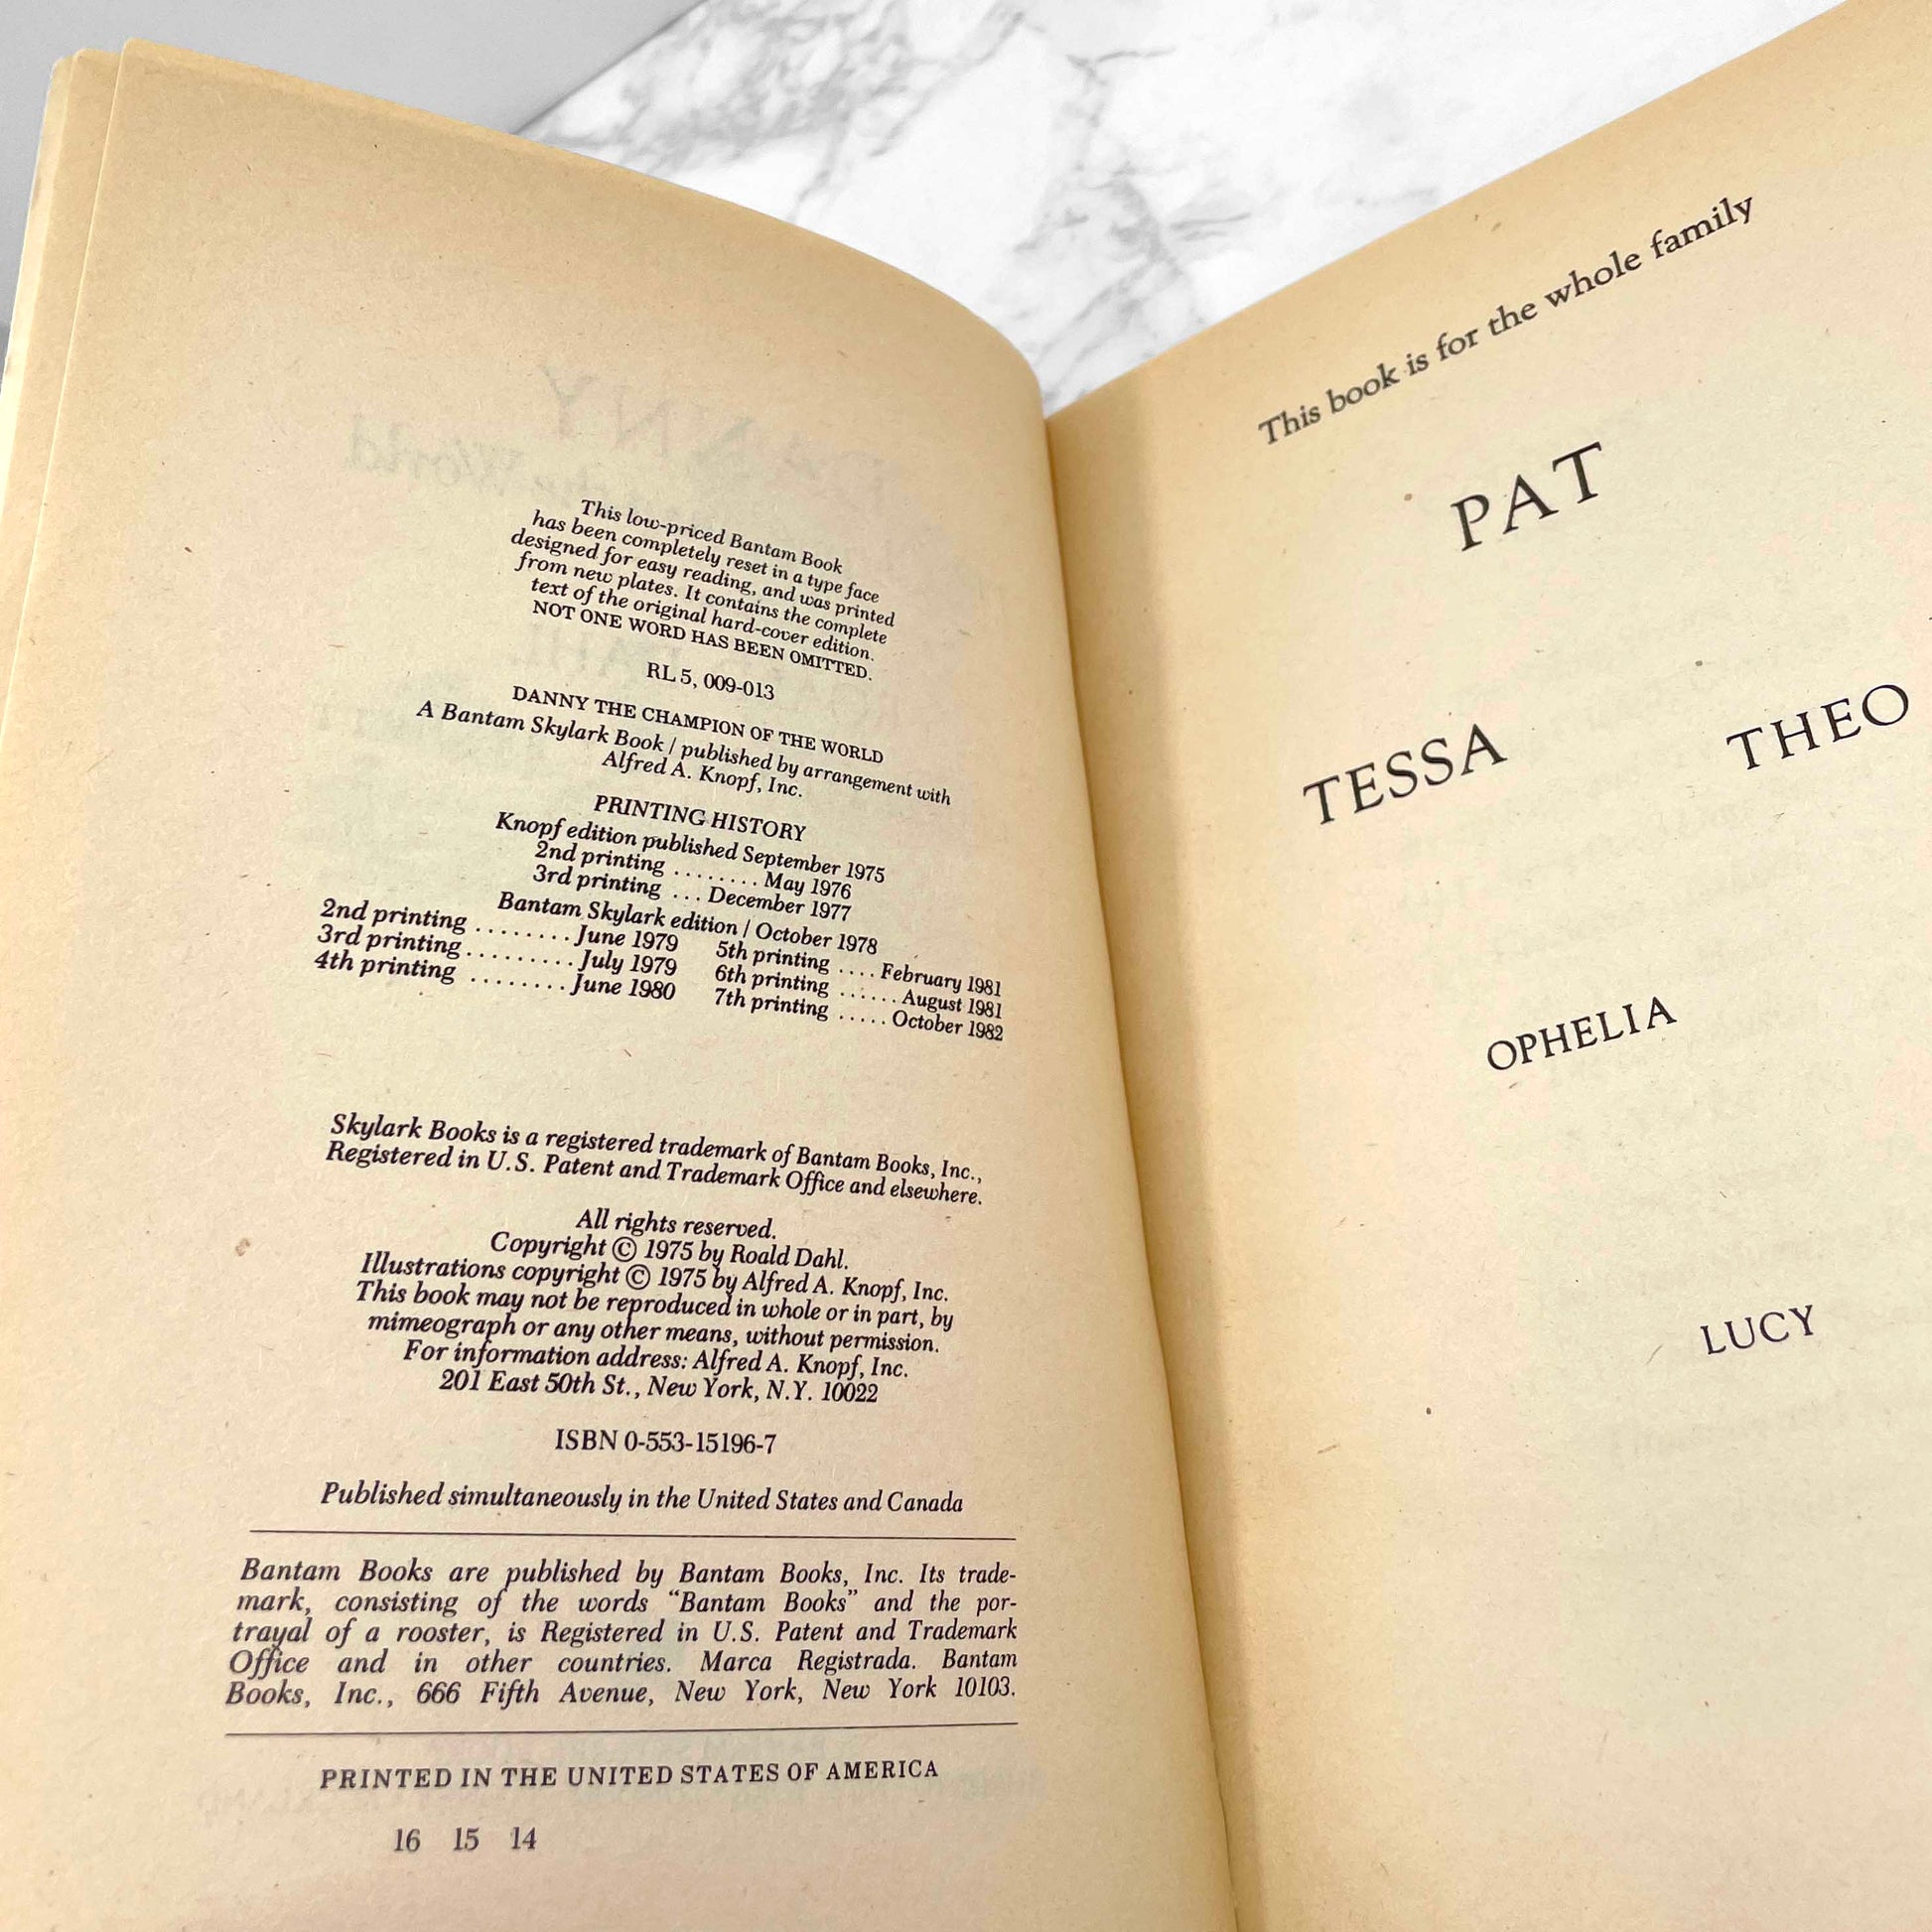 This low-priced Bantam Book
has been completely reset in a type face
designed for easy reading, and was printed
from new plates. It contains the complete
text of the original hard-cover edition.
NOT ONE WORD HAS BEEN OMITTED.
RL 5, 009-013
DANNY THE CHAMPION OF THE WORLD
A Bantam Skylark Book / published by arrangement with
Alfred A. Knopf, Inc.
PRINTING HISTORY
Knopf edition published September 1975
2nd printing ........ May 1976
3rd printing ... December 1977
Bantam Skylark edition / October 1978
2nd printing ........ June 1979
3rd printing ......... July 1979
4th printing ........ June 1980
5th printing .... February 1981
6th printing ...... August 1981
7th printing ..... October 1982
Skylark Books is a registered trademark of Bantam Books, Inc.,
Registered in U.S. Patent and Trademark Office and elsewhere.
All rights reserved.
Copyright © 1975 by Roald Dahl.
Illustrations copyright © 1975 by Alfred A. Knopf, Inc.
This book may not be reproduced in whole or in part, by
mimeograph or any other means, without permission.
For information address: Alfred A. Knopf, Inc.
201 East 50th St., New York, N.Y. 10022
ISBN 0-553-15196-7
Published simultaneously in the United States and Canada
Bantam Books are published by Bantam Books, Inc. Its trade-
mark, consisting of the words "Bantam Books" and the por-
trayal of a rooster, is Registered in U.S. Patent and Trademark
Office and in other countries. Marca Registrada. Bantam
Books, Inc., 666 Fifth Avenue, New York, New York 10103.
PRINTED IN THE UNITED STATES OF AMERICA
16 15 14
This book is for the whole family
PAT
TESSA THEO
OPHELIA
LUCY